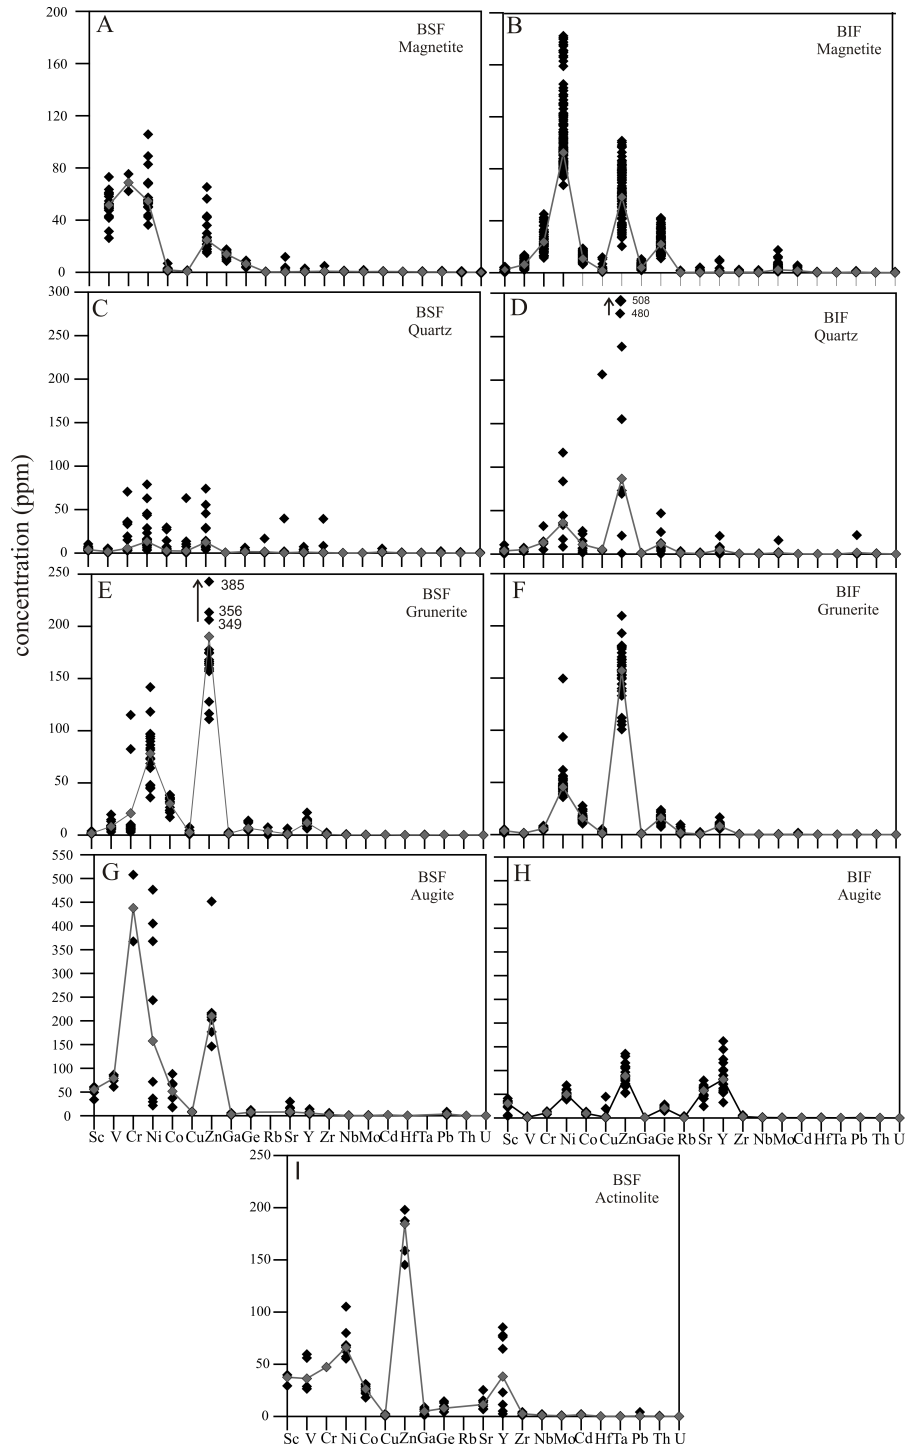 A
BSF
Magnetite
200
160
120
80
40
0
B
BIF
Magnetite
C
BSF
Quartz
300
250
200
150
100
50
0
D
BIF
Quartz
508
480
concentration (ppm)
E
BSF
Grunerite
385
356
349
250
200
150
100
50
0
F
BIF
Grunerite
G
BSF
Augite
550
500
450
400
350
300
250
200
150
100
50
0
Sc V Cr Ni Co Cu Zn Ga Ge Rb Sr Y Zr Nb Mo Cd Hf Ta Pb Th U
H
BIF
Augite
Sc V Cr Ni Co Cu Zn Ga Ge Rb Sr Y Zr Nb Mo Cd Hf Ta Pb Th U
I
BSF
Actinolite
250
200
150
100
50
0
Sc V Cr Ni Co Cu Zn Ga Ge Rb Sr Y Zr Nb Mo Cd Hf Ta Pb Th U